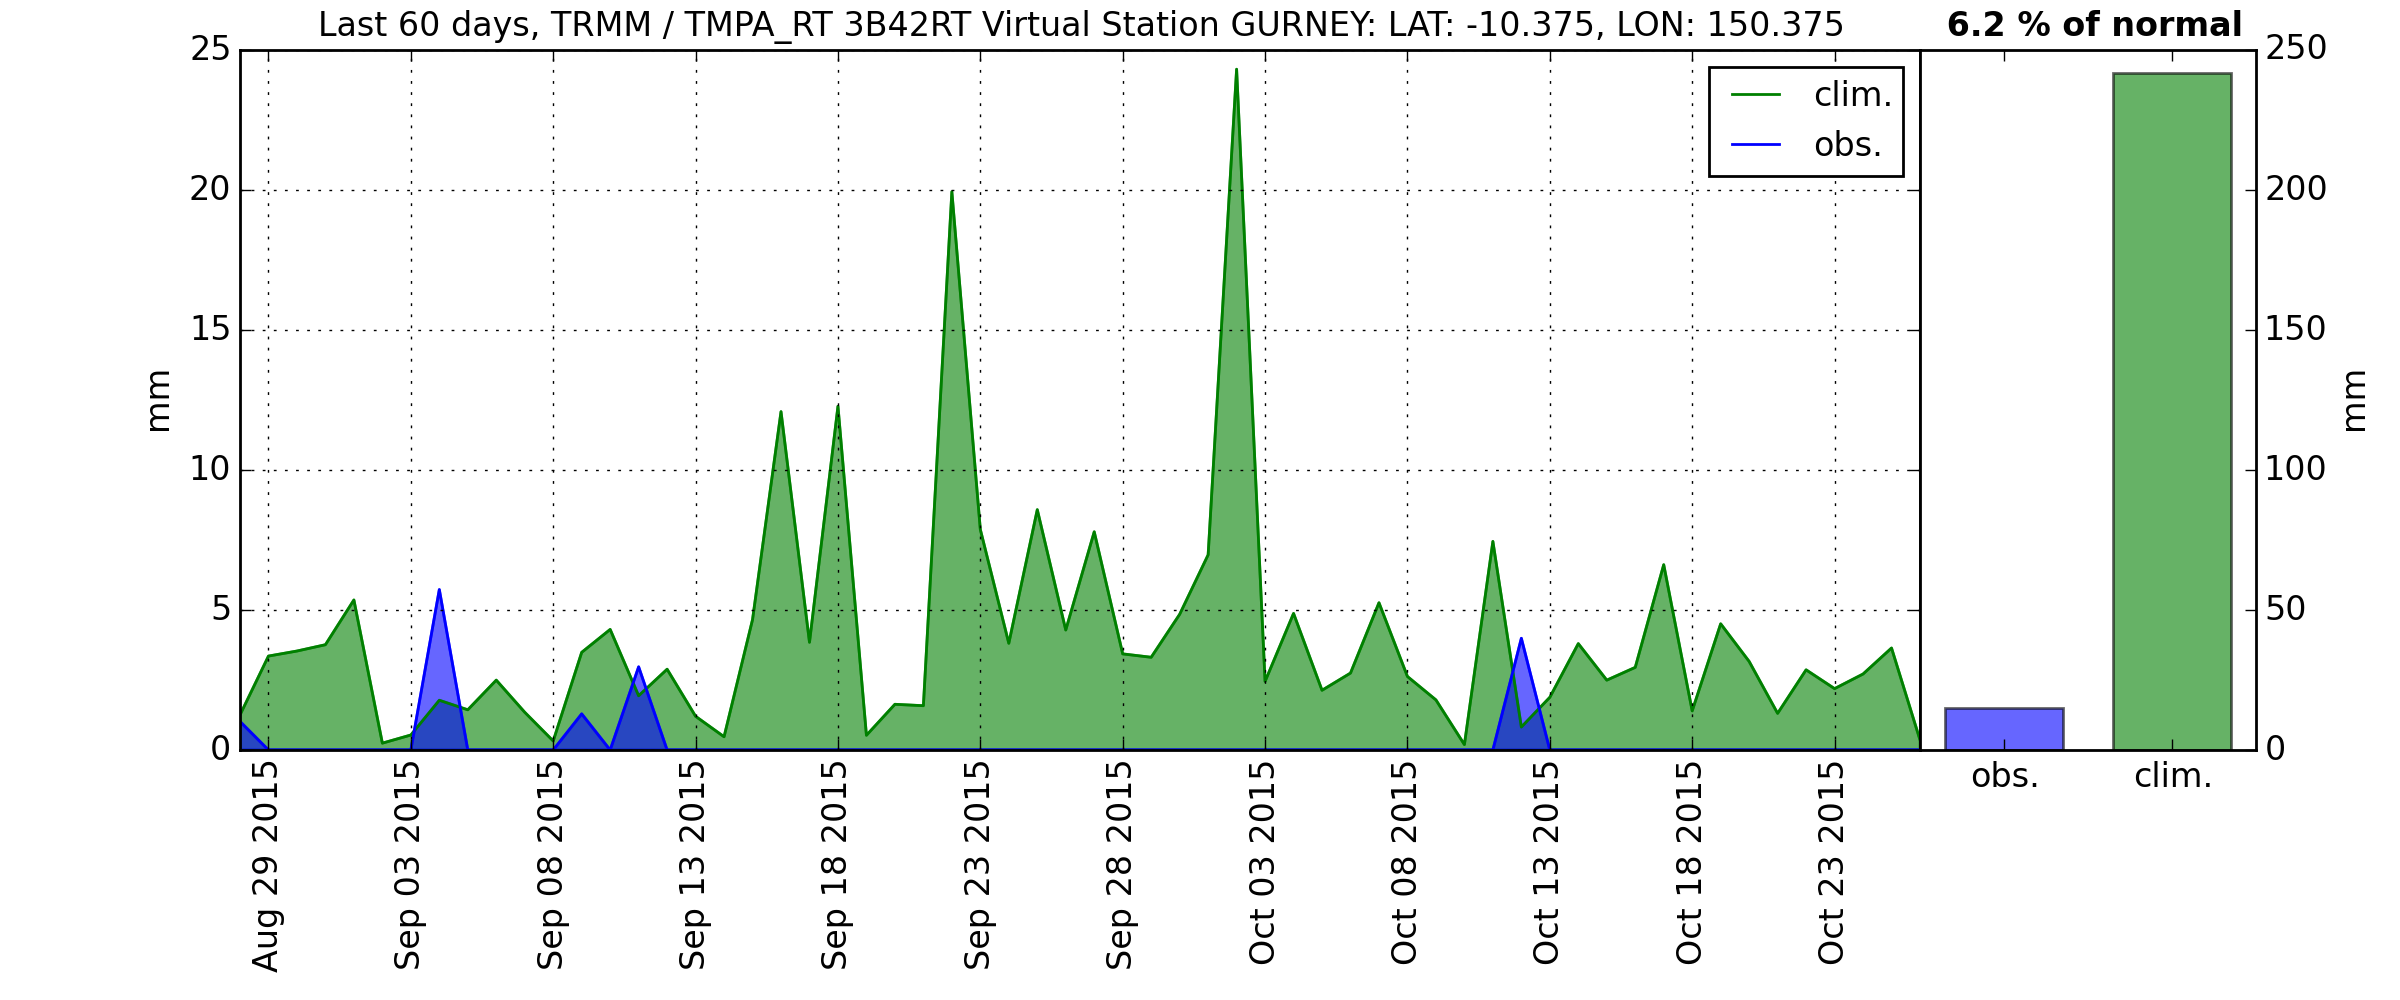 Last 60 days, TRMM / TMPA_RT 3B42RT Virtual Station GURNEY: LAT: -10.375, LON: 150.375
6.2 % of normal
25
20
15
10
5
0
mm
clim.
obs.
Aug 29 2015
Sep 03 2015
Sep 08 2015
Sep 13 2015
Sep 18 2015
Sep 23 2015
Sep 28 2015
Oct 03 2015
Oct 08 2015
Oct 13 2015
Oct 18 2015
Oct 23 2015
obs.
clim.
250
200
150
100
50
0
mm